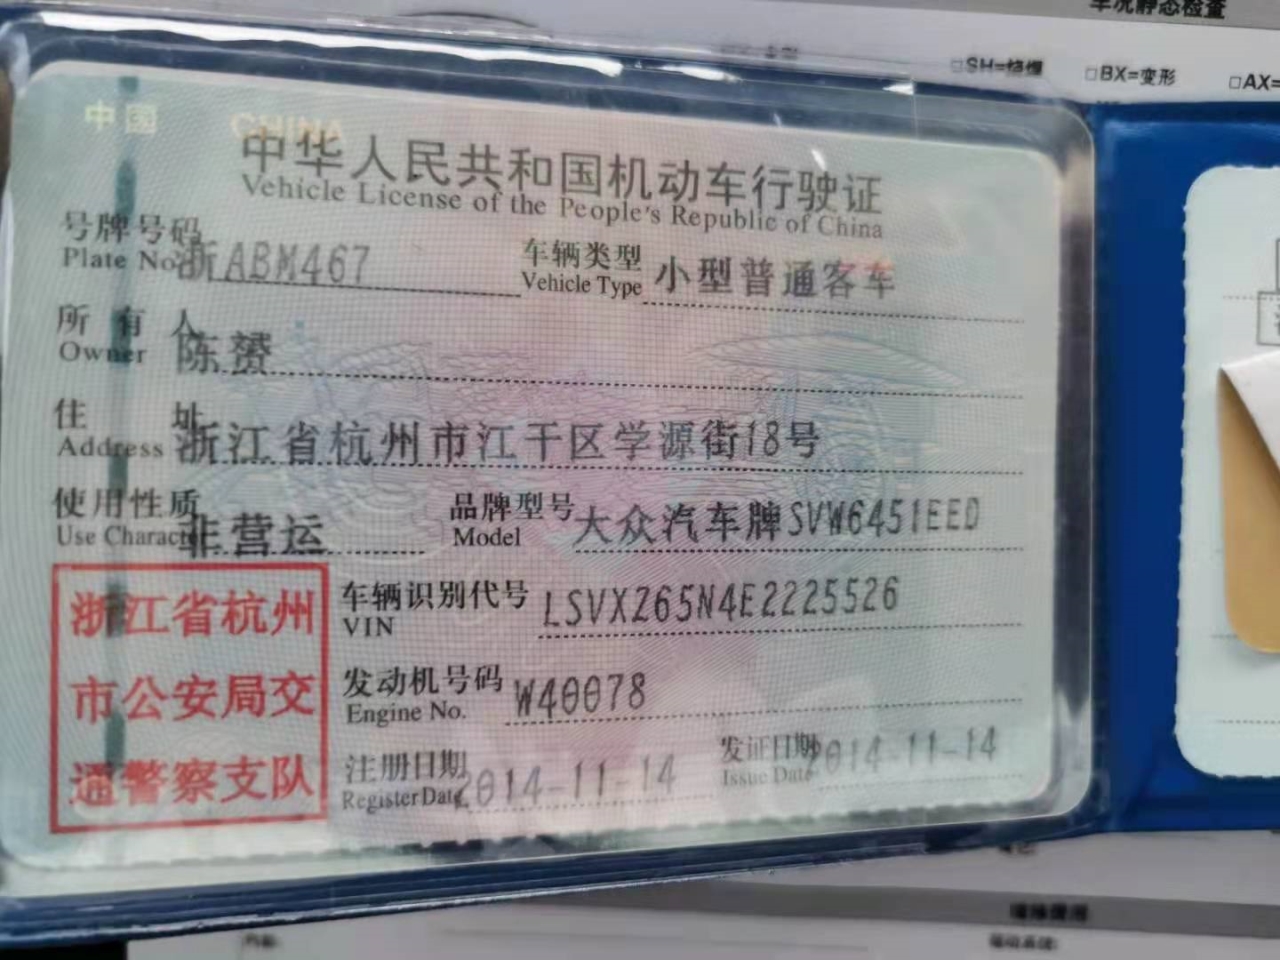 车况静态检查
□SH=烧焊 □BX=变形 □AX=
中国 CHINA
中华人民共和国机动车行驶证
Vehicle License of the People's Republic of China
号牌号码 浙ABM467 车辆类型 小型普通客车
Plate No. Vehicle Type
所有人 陈赟
Owner
住址 浙江省杭州市江干区学源街18号
Address
使用性质 非营运 品牌型号 大众汽车牌SVW6451EED
Use Character Model
浙江省杭州
市公安局交
通警察支队
车辆识别代号 LSVXZ65N4E2225526
VIN
发动机号码 W40078
Engine No.
注册日期 2014-11-14 发证日期 2014-11-14
Register Date Issue Date